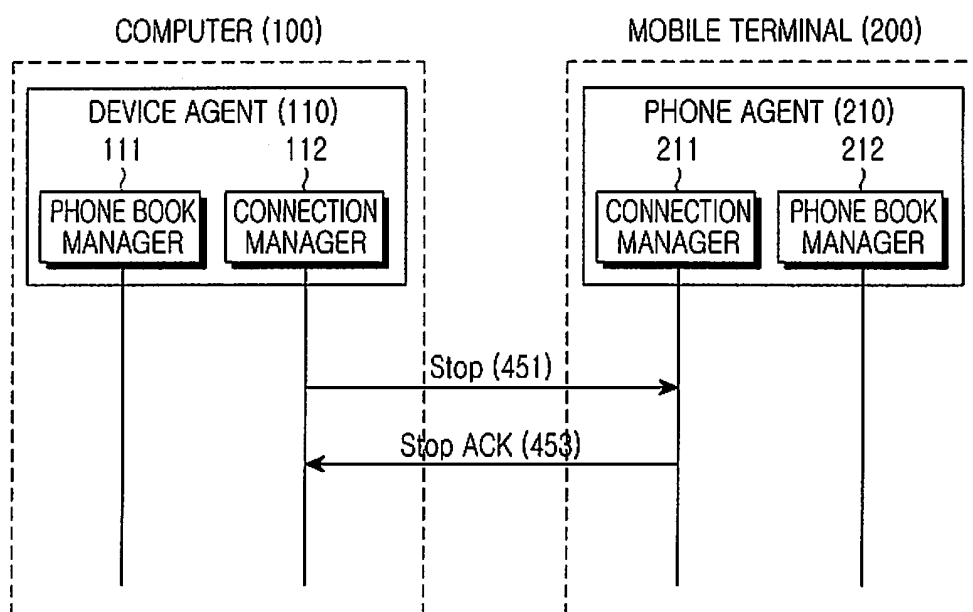 COMPUTER (100)
MOBILE TERMINAL (200)
DEVICE AGENT (110)
PHONE AGENT (210)
111
112
211
212
PHONE BOOK
MANAGER
CONNECTION
MANAGER
CONNECTION
MANAGER
PHONE BOOK
MANAGER
Stop (451)
Stop ACK (453)